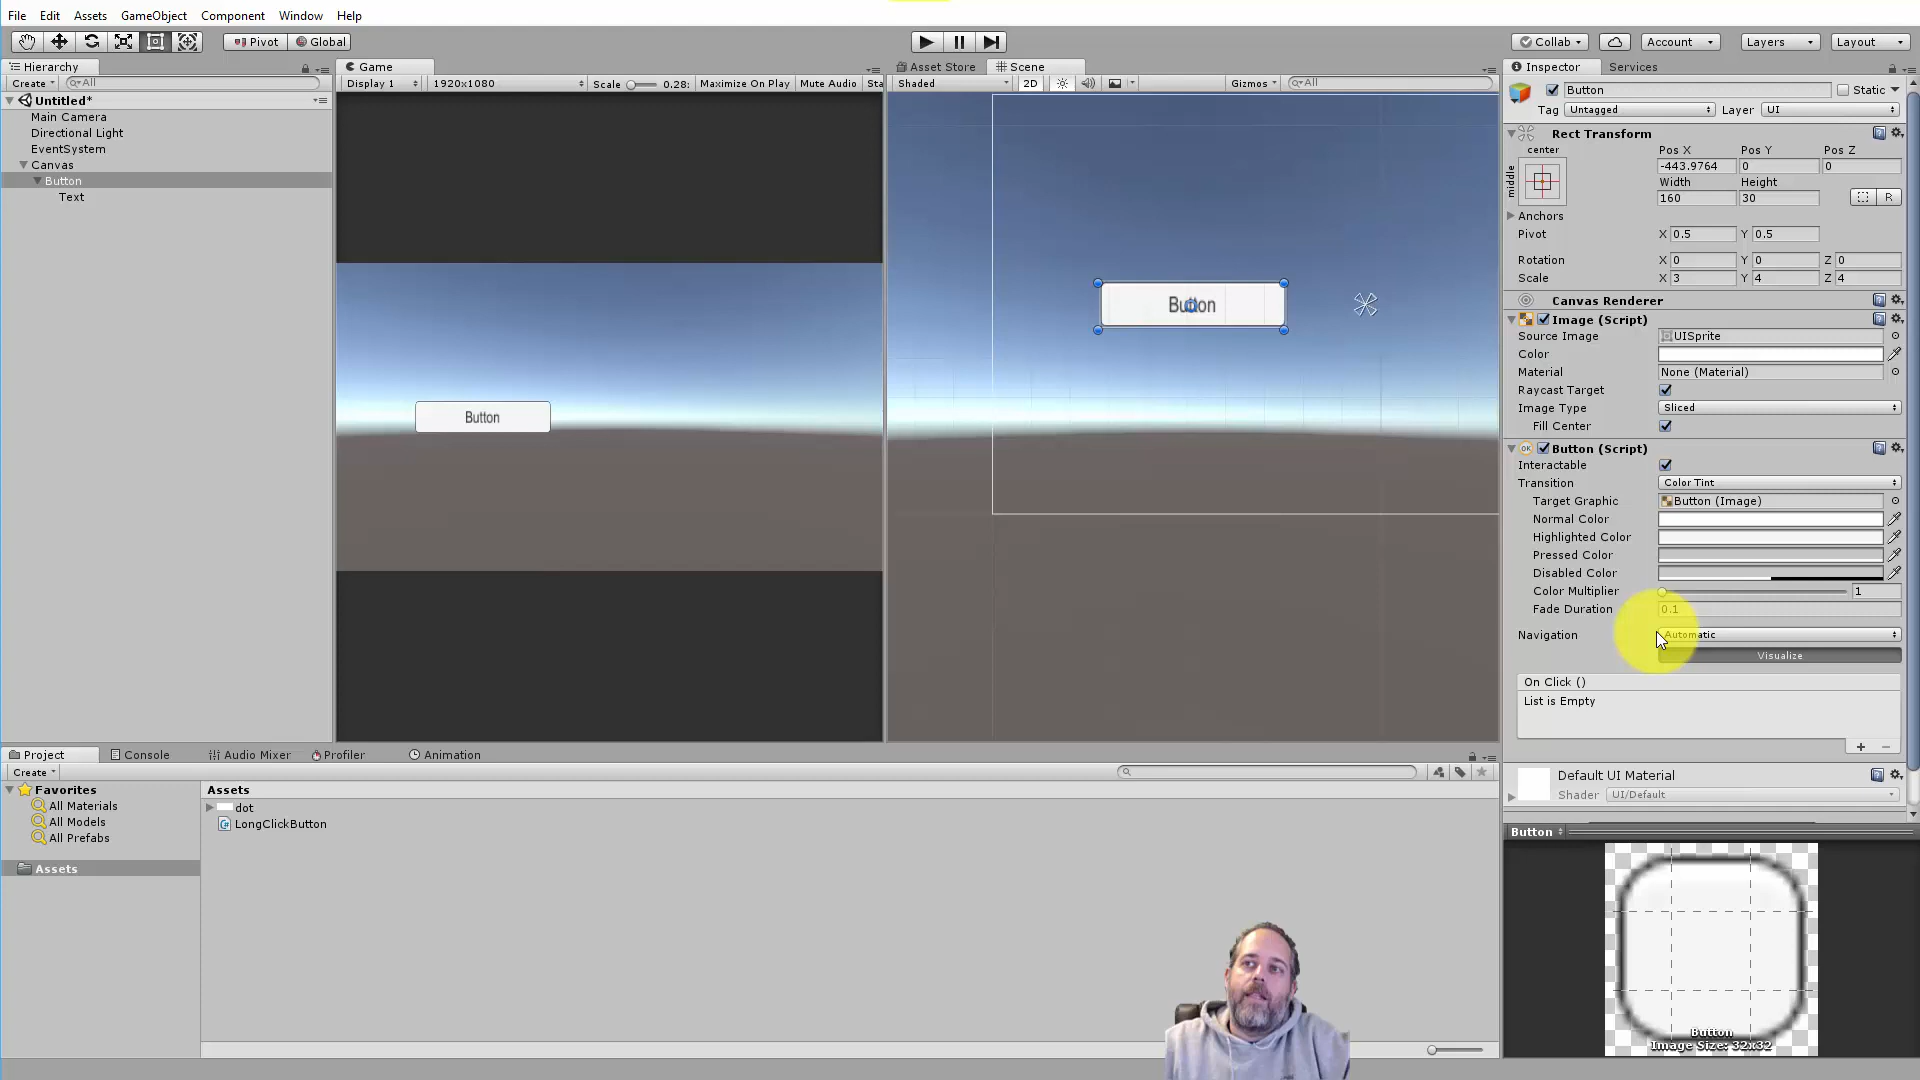 File Edit Assets GameObject Component Window Help
Pivot Global Collab Account Layers Layout
Hierarchy
Create All
Untitled*
Main Camera
Directional Light
EventSystem
Canvas
Button
Text
Game
Display 1 1920x1080 Scale 0.28: Maximize On Play Mute Audio Sta
Button
Asset Store Scene
Shaded 2D Gizmos All
Button
Inspector Services
Button Static
Tag Untagged Layer UI
Rect Transform
center Pos X Pos Y Pos Z
middle -443.9764 0 0
Width Height
160 30 R
Anchors
Pivot X 0.5 Y 0.5
Rotation X 0 Y 0 Z 0
Scale X 3 Y 4 Z 4
Canvas Renderer
Image (Script)
Source Image UISprite
Color
Material None (Material)
Raycast Target
Image Type Sliced
Fill Center
OK Button (Script)
Interactable
Transition Color Tint
Target Graphic Button (Image)
Normal Color
Highlighted Color
Pressed Color
Disabled Color
Color Multiplier 1
Fade Duration 0.1
Navigation Automatic
Visualize
On Click ()
List is Empty
Default UI Material
Shader UI/Default
Button
Button
Image Size: 32x32
Project Console Audio Mixer Profiler Animation
Create
Favorites
All Materials
All Models
All Prefabs
Assets
Assets
dot
LongClickButton